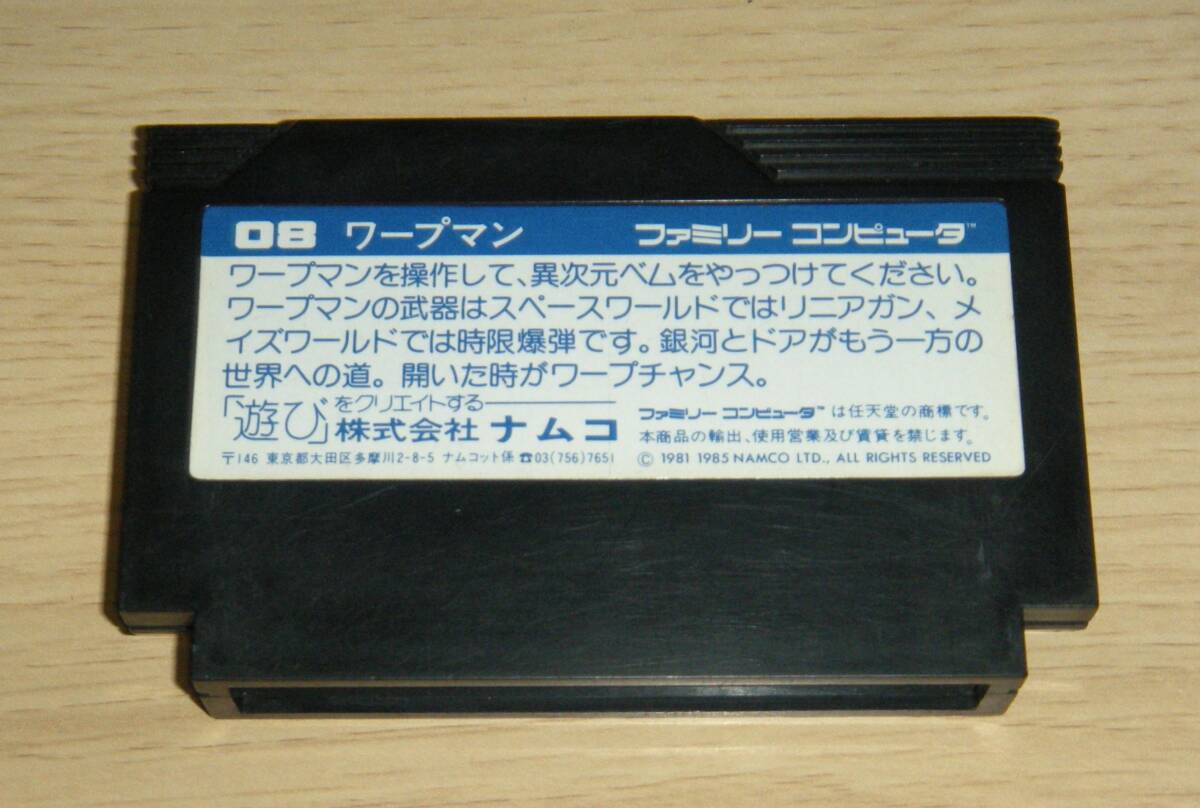 08 ワープマン ファミリー コンピュータ™
ワープマンを操作して、異次元ベムをやっつけてください。
ワープマンの武器はスペースワールドではリニアガン、メ
イズワールドでは時限爆弾です。銀河とドアがもう一方の
世界への道。開いた時がワープチャンス。
「遊び」をクリエイトする――
株式会社 ナムコ
〒146 東京都大田区多摩川2-8-5 ナムコット係 ☎03(756)7651
ファミリー コンピュータ™ は任天堂の商標です。
本商品の輸出、使用営業及び賃貸を禁じます。
© 1981 1985 NAMCO LTD., ALL RIGHTS RESERVED